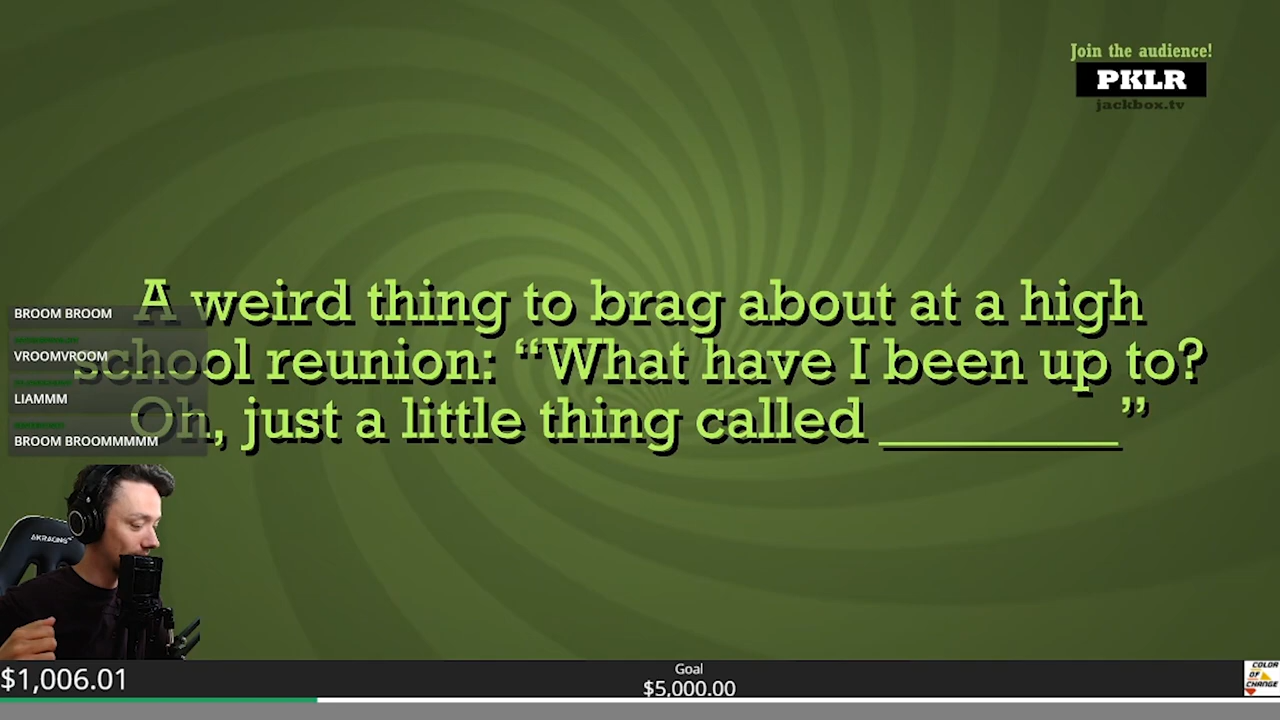 Join the audience!
PKLR
jackbox.tv
A weird thing to brag about at a high
school reunion: “What have I been up to?
Oh, just a little thing called ________”
BROOM BROOM
VROOMVROOM
LIAMMM
BROOM BROOMMMMM
AKRACING
$1,006.01
Goal
$5,000.00
COLOR
OF
CHANGE